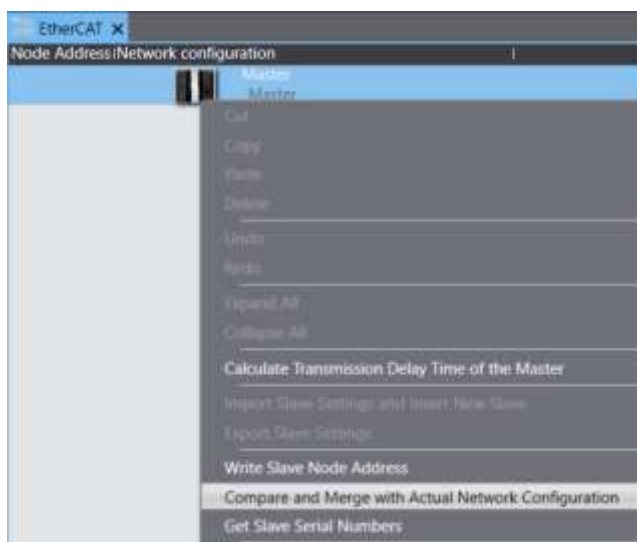 EtherCAT ×
Node Address Network configuration
Master
Master
Cut
Copy
Paste
Delete
Undo
Redo
Expand All
Collapse All
Calculate Transmission Delay Time of the Master
Import Slave Settings and Insert New Slave
Export Slave Settings
Write Slave Node Address
Compare and Merge with Actual Network Configuration
Get Slave Serial Numbers